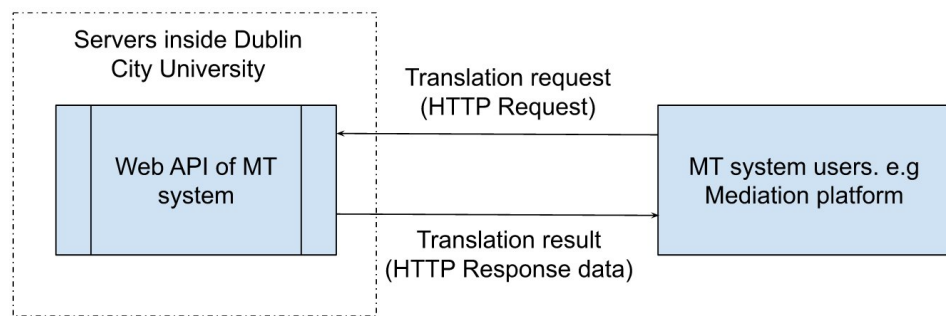 Servers inside Dublin
City University
Translation request
(HTTP Request)
Web API of MT
system
MT system users. e.g
Mediation platform
Translation result
(HTTP Response data)